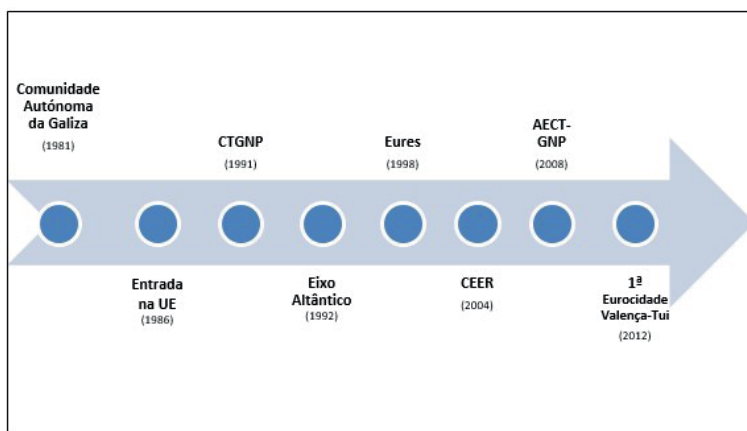 Comunidade
Autónoma
da Galiza
(1981)
Entrada
na UE
(1986)
CTGNP
(1991)
Eixo
Altântico
(1992)
Eures
(1998)
CEER
(2004)
AECT-
GNP
(2008)
1ª
Eurocidade
Valença-Tui
(2012)